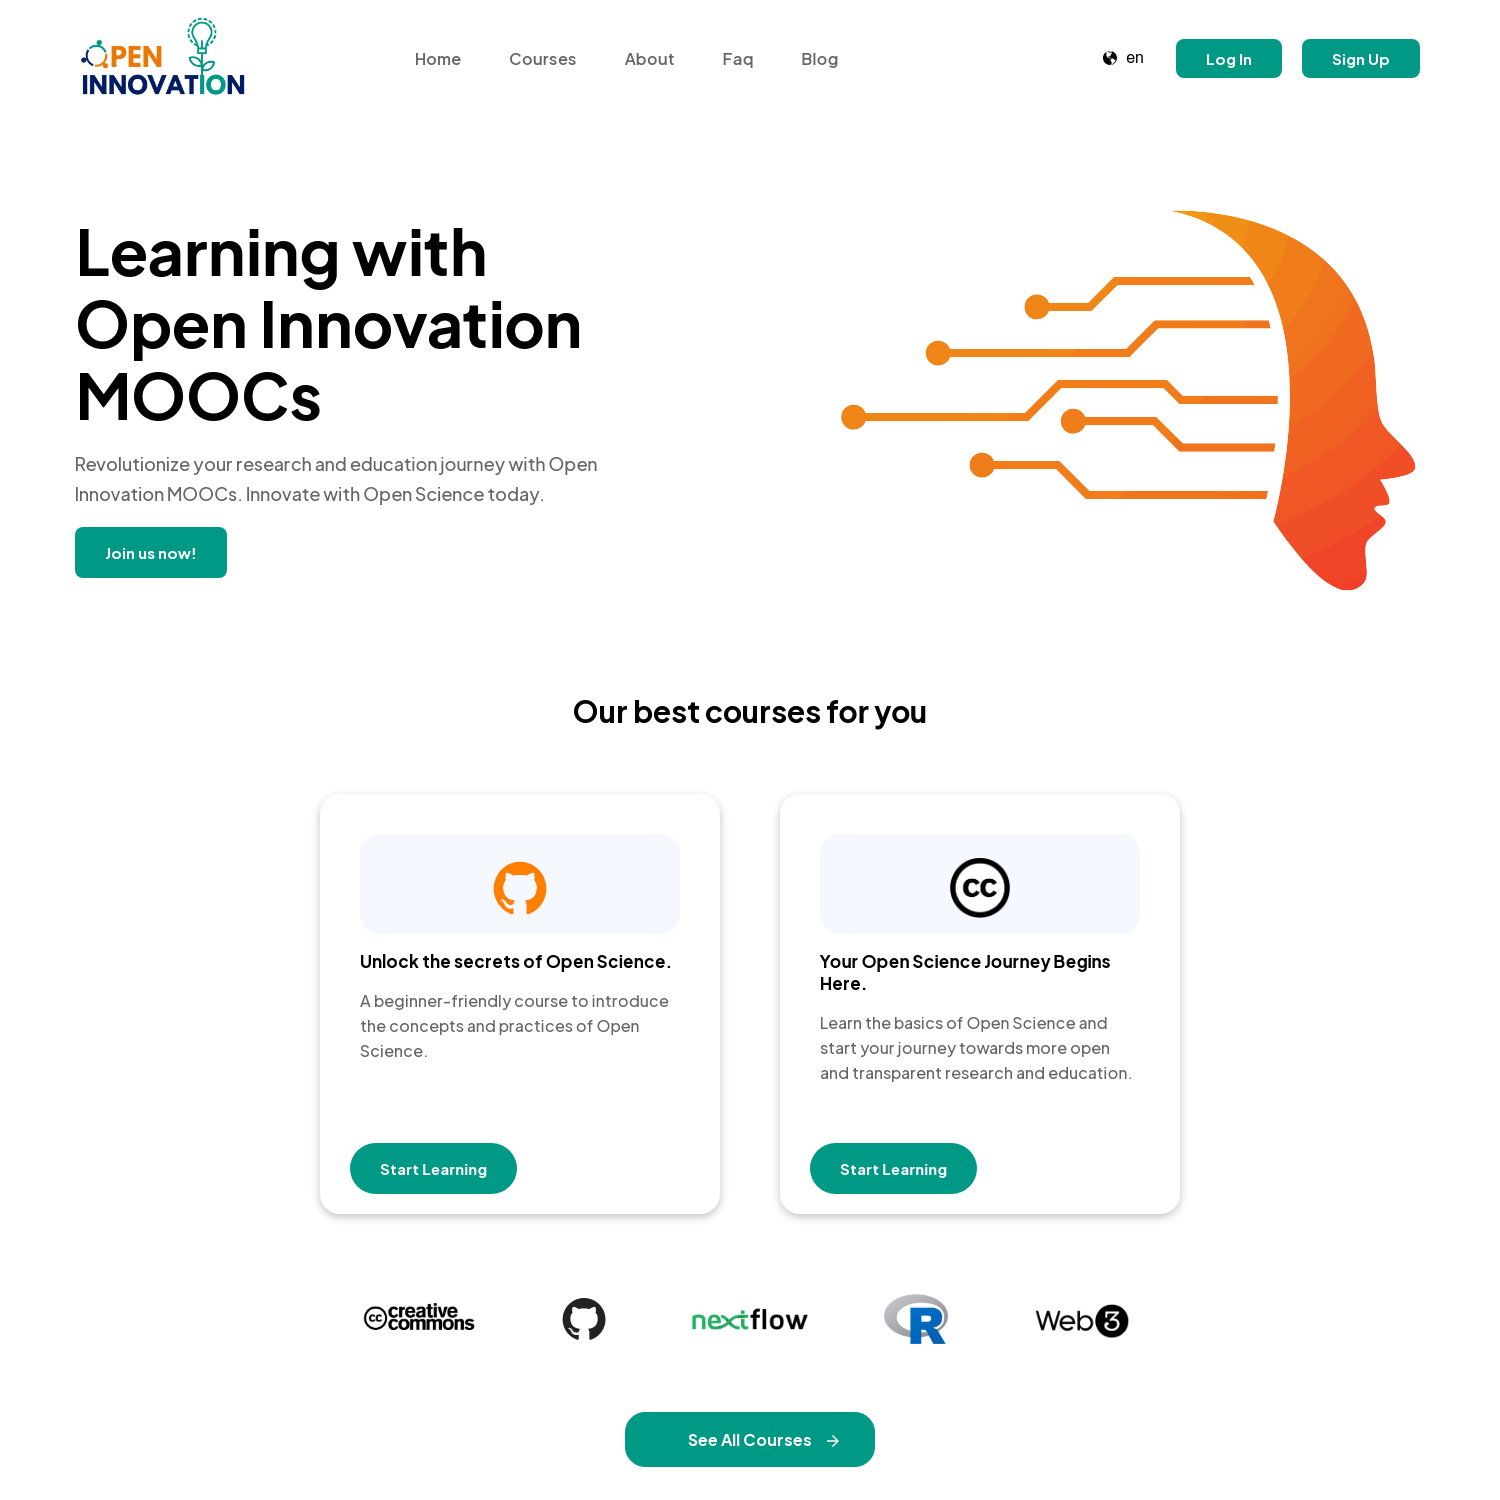 PEN
INNOVATION
Home
Courses
About
Faq
Blog
en
Log In
Sign Up
Learning with
Open Innovation
MOOCs
Revolutionize your research and education journey with Open
Innovation MOOCs. Innovate with Open Science today.
Join us now!
Our best courses for you
Unlock the secrets of Open Science.
A beginner-friendly course to introduce
the concepts and practices of Open
Science.
Start Learning
cc
Your Open Science Journey Begins
Here.
Learn the basics of Open Science and
start your journey towards more open
and transparent research and education.
Start Learning
cc
creative
commons
nextflow
R
Web3
See All Courses →